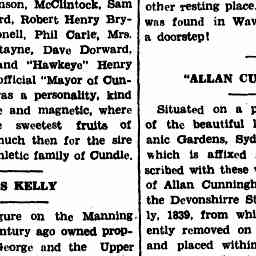 nson, McClintock, Sam
rd, Robert Henry Bry-
onell, Phil Carle, Mrs.
tayne, Dave Dorward,
and "Hawkeye" Henry
official "Mayor of Cun-
was a personality, kind
e and magnetic, where
e sweetest fruits of
much then for the sire
hletic family of Cundle.
S KELLY
gure on the Manning
entury ago owned prop-
George and the Upper
other resting place.
was found in Wav
a doorstep!
"ALLAN CU
Situated on a p
of the beautiful l
anic Gardens, Syd
which is affixed
scribed with these
of Allan Cunningh
the Devonshirre St
ly, 1839, from whi
ently removed on
and placed within